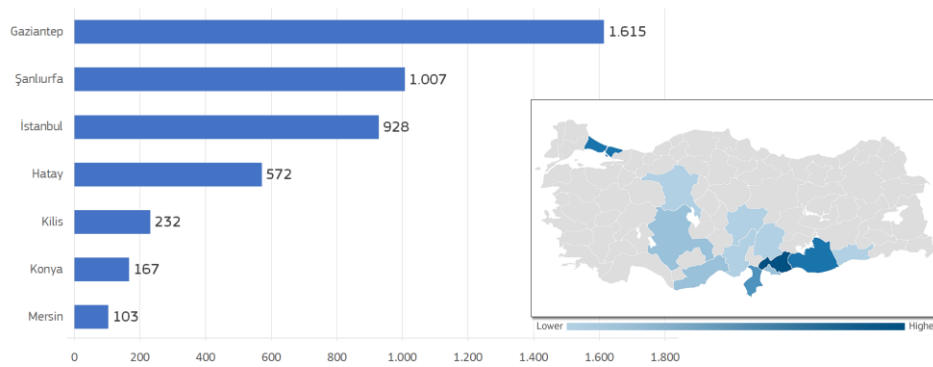 Gaziantep 1.615
Şanlıurfa 1.007
İstanbul 928
Hatay 572
Kilis 232
Konya 167
Mersin 103
0 200 400 600 800 1.000 1.200 1.400 1.600 1.800
Lower Highe